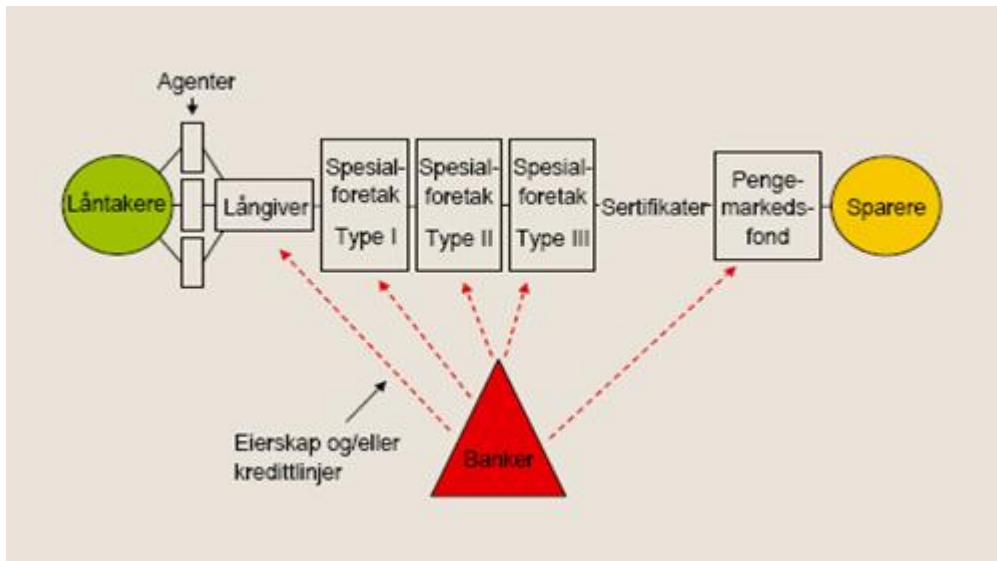 Agenter
Låntakere
Långiver
Spesial-
foretak
Type I
Spesial-
foretak
Type II
Spesial-
foretak
Type III
Sertifikater
Penge-
markeds-
fond
Sparere
Eierskap og/eller
kredittlinjer
Banker